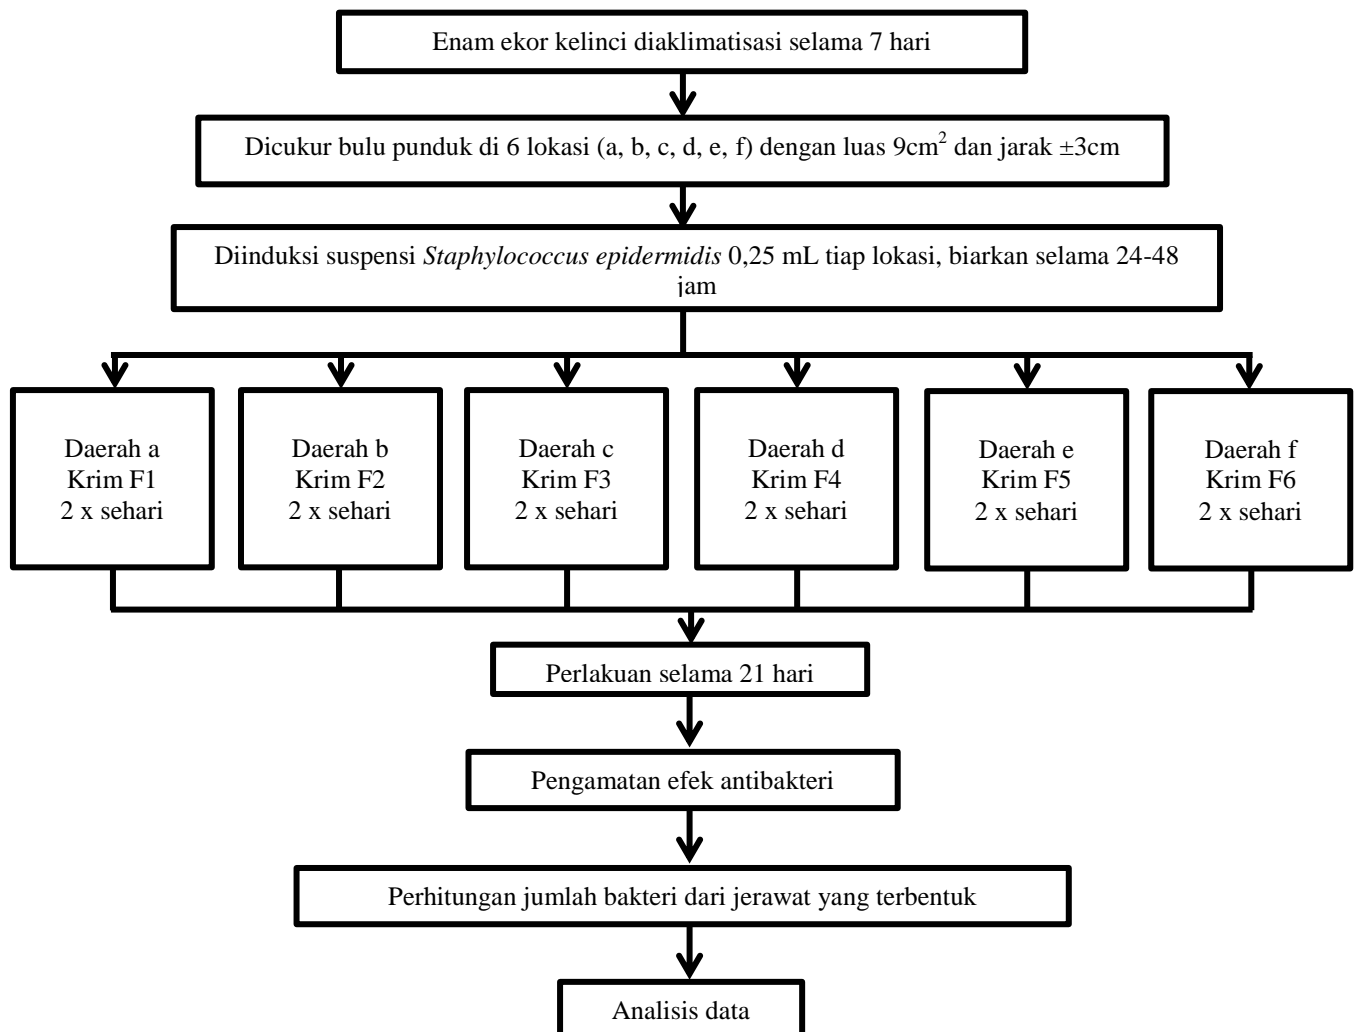 Enam ekor kelinci diaklimatisasi selama 7 hari
Dicukur bulu punduk di 6 lokasi (a, b, c, d, e, f) dengan luas 9cm² dan jarak ±3cm
Diinduksi suspensi Staphylococcus epidermidis 0,25 mL tiap lokasi, biarkan selama 24-48
jam
Daerah a
Krim F1
2 x sehari
Daerah b
Krim F2
2 x sehari
Daerah c
Krim F3
2 x sehari
Daerah d
Krim F4
2 x sehari
Daerah e
Krim F5
2 x sehari
Daerah f
Krim F6
2 x sehari
Perlakuan selama 21 hari
Pengamatan efek antibakteri
Perhitungan jumlah bakteri dari jerawat yang terbentuk
Analisis data